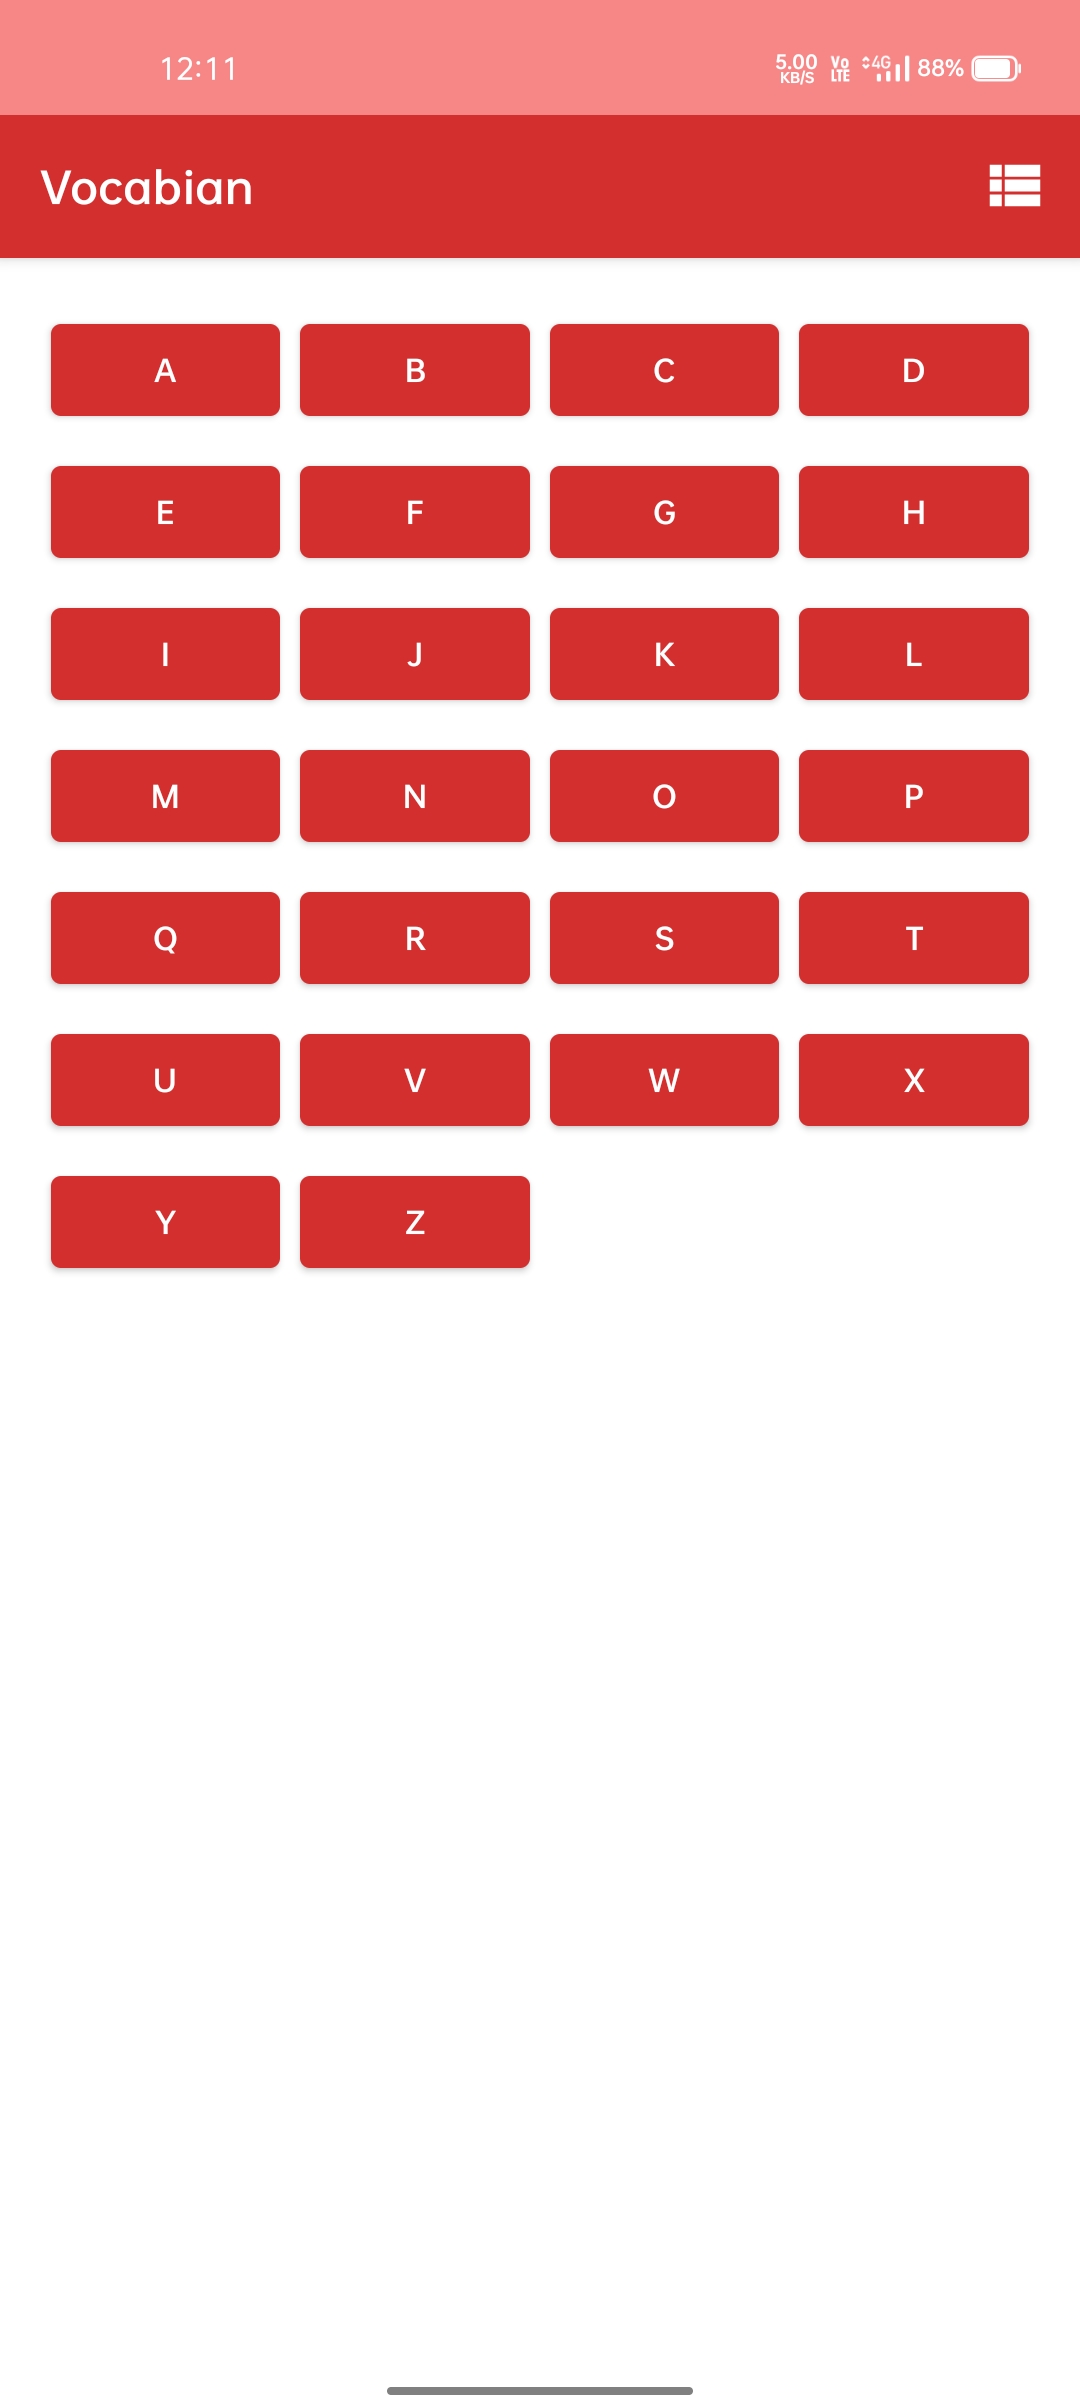 12:11 5.00 KB/S Vo LTE 4G 88%
Vocabian
A B C D
E F G H
I J K L
M N O P
Q R S T
U V W X
Y Z